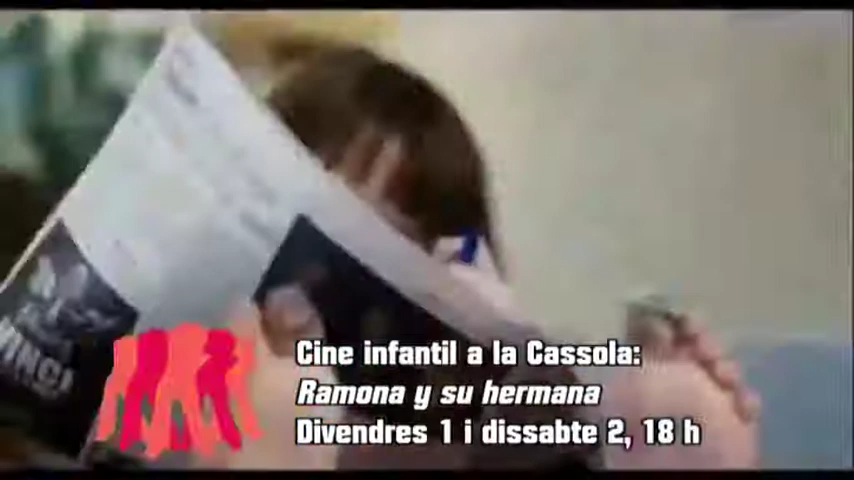 Cine infantil a la Cassola:
Ramona y su hermana
Divendres 1 i dissabte 2, 18 h